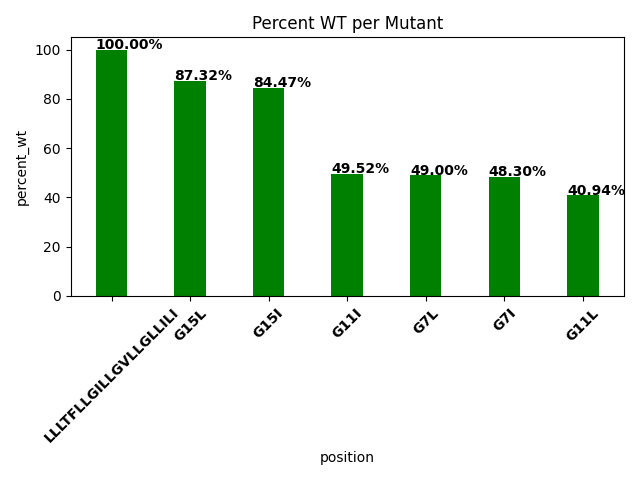 Percent WT per Mutant
percent_wt
100
80
60
40
20
0
100.00%
87.32%
84.47%
49.52%
49.00%
48.30%
40.94%
LLLTFLLGILLGVLLGLLILI
G15L
G15I
G11I
G7L
G7I
G11L
position